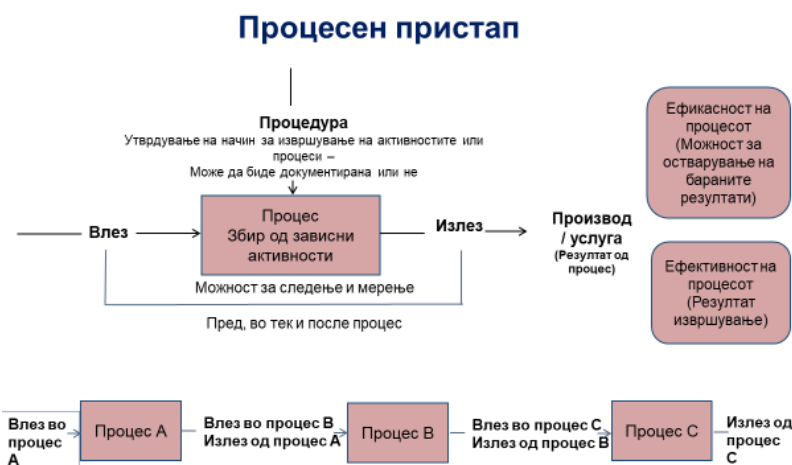 Процесен пристап
Процедура
Утврдување на начин за извршување на активностите или
процеси –
Може да биде документирана или не
Влез
Процес
Збир од зависни
активности
Излез
Производ
/ услуга
(Резултат од
процес)
Можност за следење и мерење
Пред, во тек и после процес
Ефикасност на
процесот
(Можност за
остварување на
бараните
резултати)
Ефективност на
процесот
(Резултат
извршување)
Влез во
процес
А
Процес А
Влез во процес В
Излез од процес А
Процес В
Влез во процес С
Излез од процес В
Процес С
Излез од
процес
С